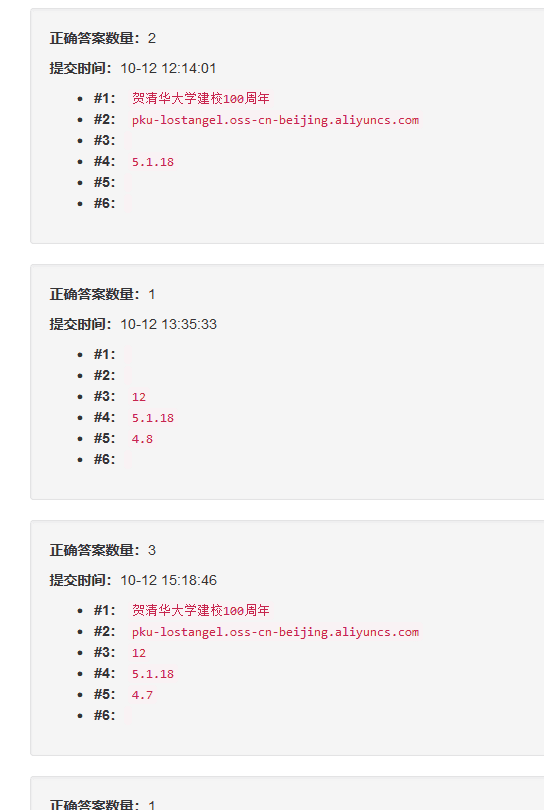 正确答案数量：2
提交时间：10-12 12:14:01
#1： 贺清华大学建校100周年
#2： pku-lostangel.oss-cn-beijing.aliyuncs.com
#3：
#4： 5.1.18
#5：
#6：
正确答案数量：1
提交时间：10-12 13:35:33
#1：
#2：
#3： 12
#4： 5.1.18
#5： 4.8
#6：
正确答案数量：3
提交时间：10-12 15:18:46
#1： 贺清华大学建校100周年
#2： pku-lostangel.oss-cn-beijing.aliyuncs.com
#3： 12
#4： 5.1.18
#5： 4.7
#6：
正确答案数量：1